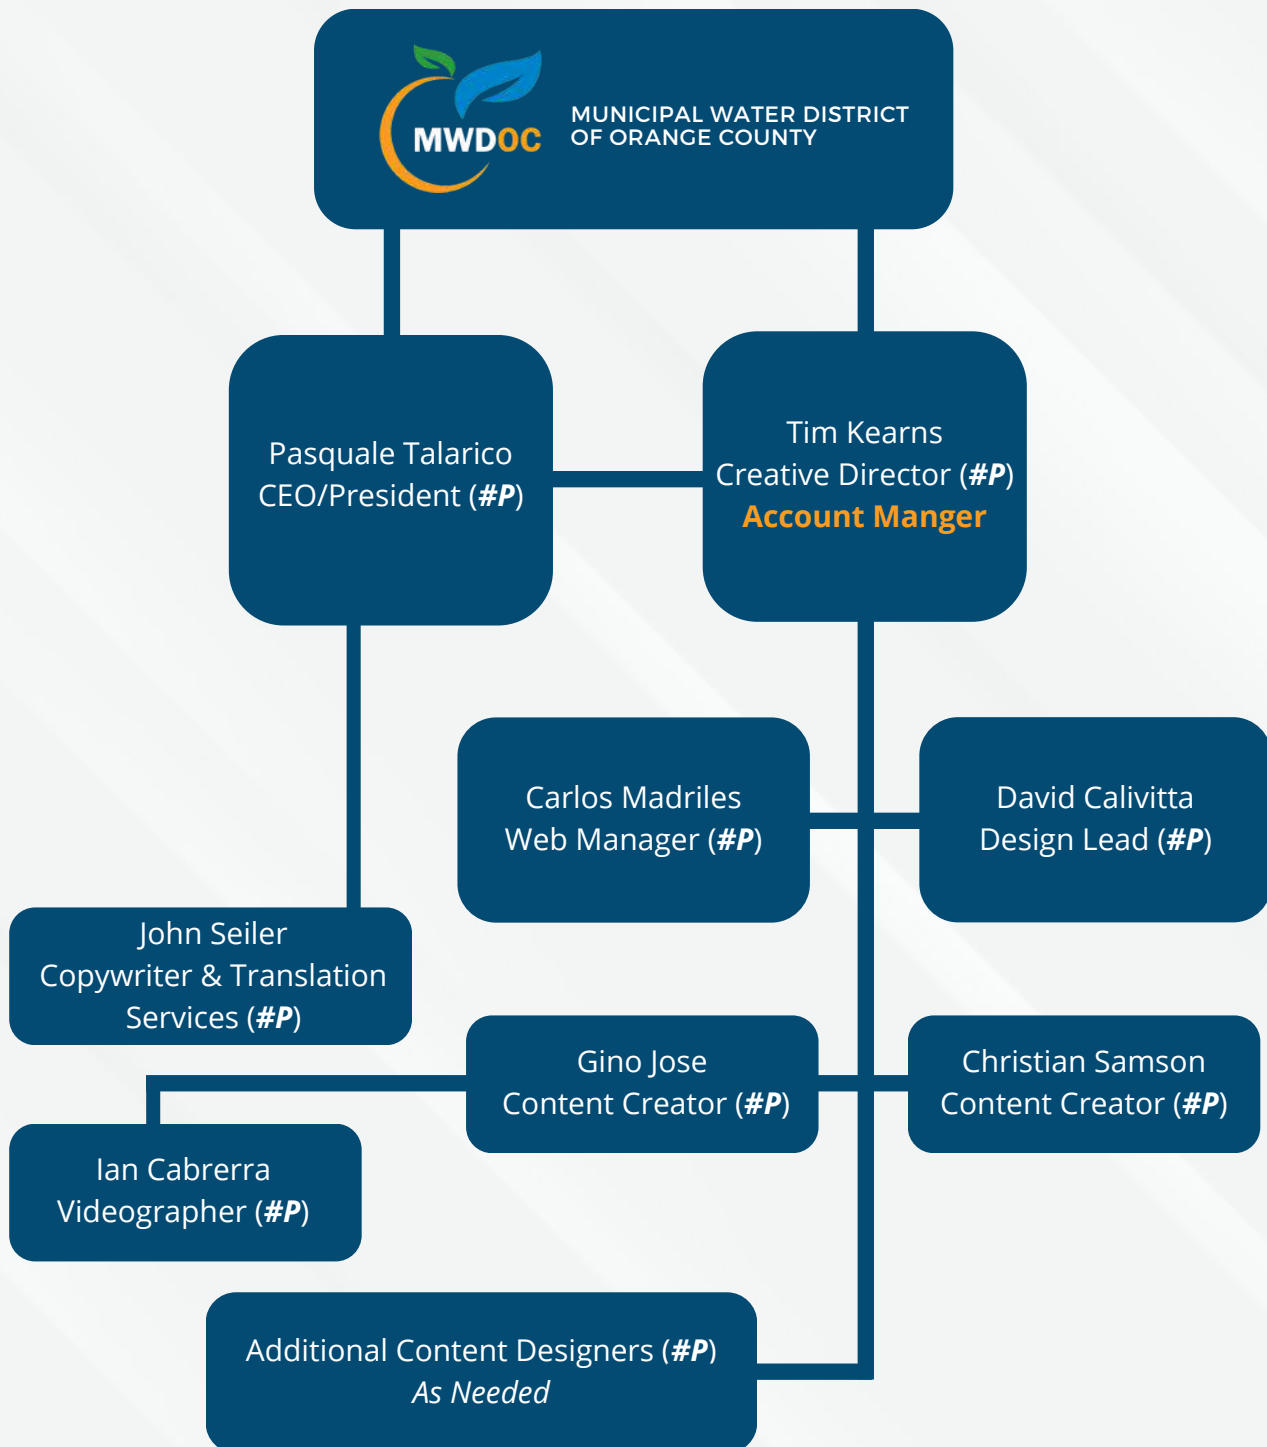 MWDOC
MUNICIPAL WATER DISTRICT
OF ORANGE COUNTY
Pasquale Talarico
CEO/President (#P)
Tim Kearns
Creative Director (#P)
Account Manger
Carlos Madriles
Web Manager (#P)
David Calivitta
Design Lead (#P)
John Seiler
Copywriter & Translation
Services (#P)
Gino Jose
Content Creator (#P)
Christian Samson
Content Creator (#P)
Ian Cabrerra
Videographer (#P)
Additional Content Designers (#P)
As Needed